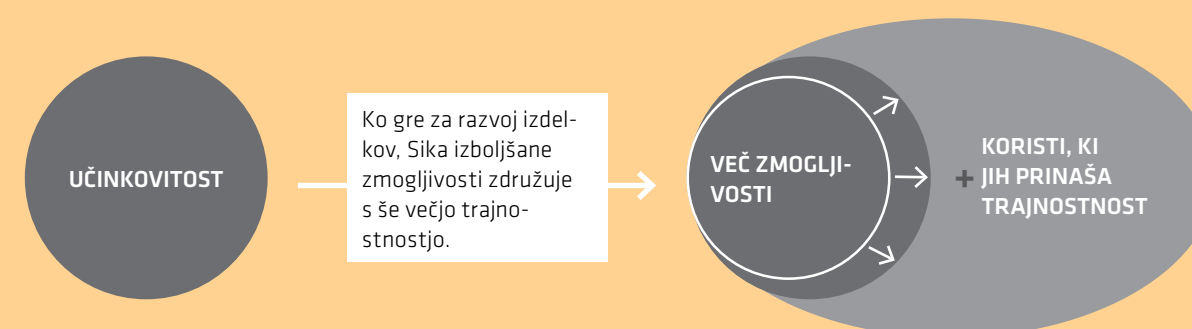 UČINKOVITOST
Ko gre za razvoj izdel-
kov, Sika izboljšane
zmogljivosti združuje
s še večjo trajno-
stnostjo.
VEČ ZMOGLJI-
VOSTI
+
KORISTI, KI
JIH PRINAŠA
TRAJNOSTNOST